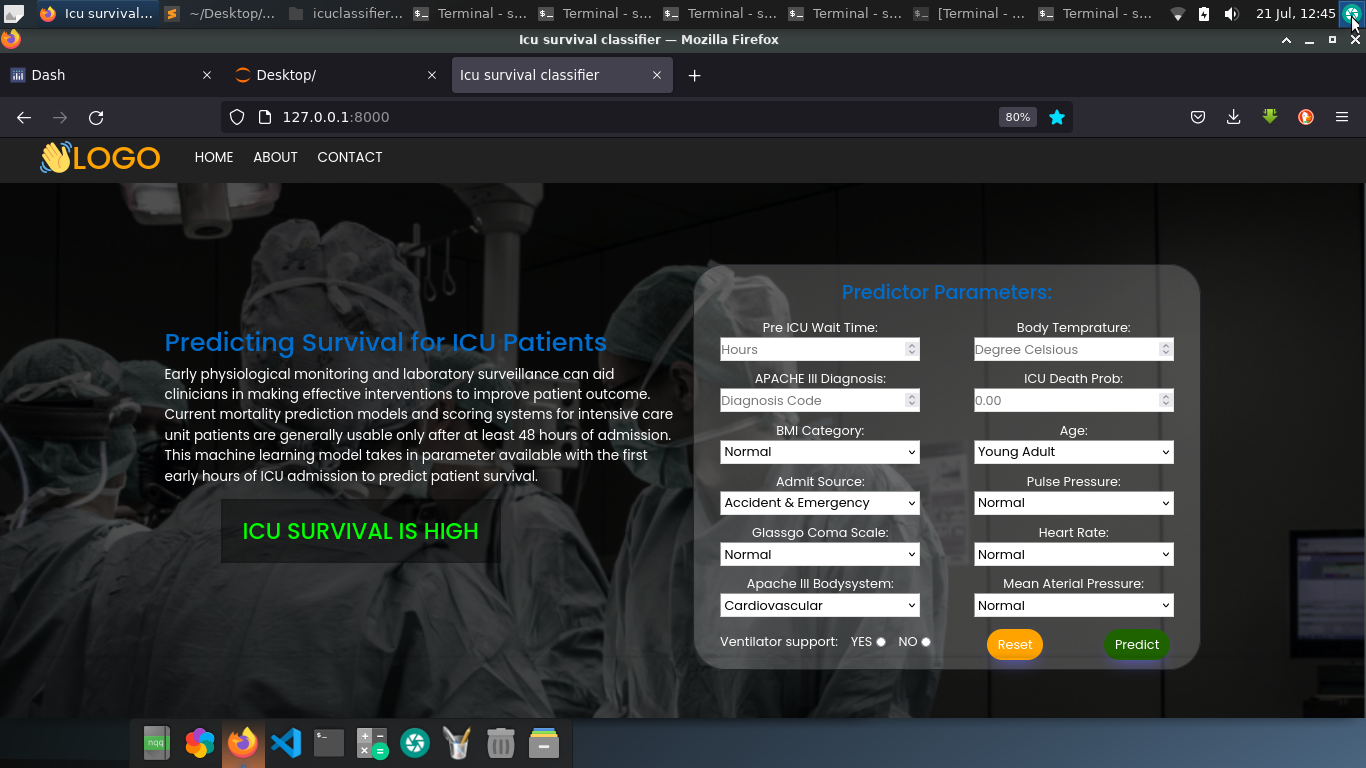 Icu survival...
~/Desktop/...
icuclassifier...
Terminal - s...
Terminal - s...
Terminal - s...
Terminal - s...
[Terminal - ...
Terminal - s...
21 Jul, 12:45
Icu survival classifier — Mozilla Firefox
Dash
Desktop/
Icu survival classifier
127.0.0.1:8000
80%
👋LOGO
HOME
ABOUT
CONTACT
Predicting Survival for ICU Patients
Early physiological monitoring and laboratory surveillance can aid
clinicians in making effective interventions to improve patient outcome.
Current mortality prediction models and scoring systems for intensive care
unit patients are generally usable only after at least 48 hours of admission.
This machine learning model takes in parameter available with the first
early hours of ICU admission to predict patient survival.
ICU SURVIVAL IS HIGH
Predictor Parameters:
Pre ICU Wait Time:
Hours
Body Temprature:
Degree Celsious
APACHE III Diagnosis:
Diagnosis Code
ICU Death Prob:
0.00
BMI Category:
Normal
Age:
Young Adult
Admit Source:
Accident & Emergency
Pulse Pressure:
Normal
Glassgo Coma Scale:
Normal
Heart Rate:
Normal
Apache III Bodysystem:
Cardiovascular
Mean Aterial Pressure:
Normal
Ventilator support: YES NO
Reset
Predict
nqq